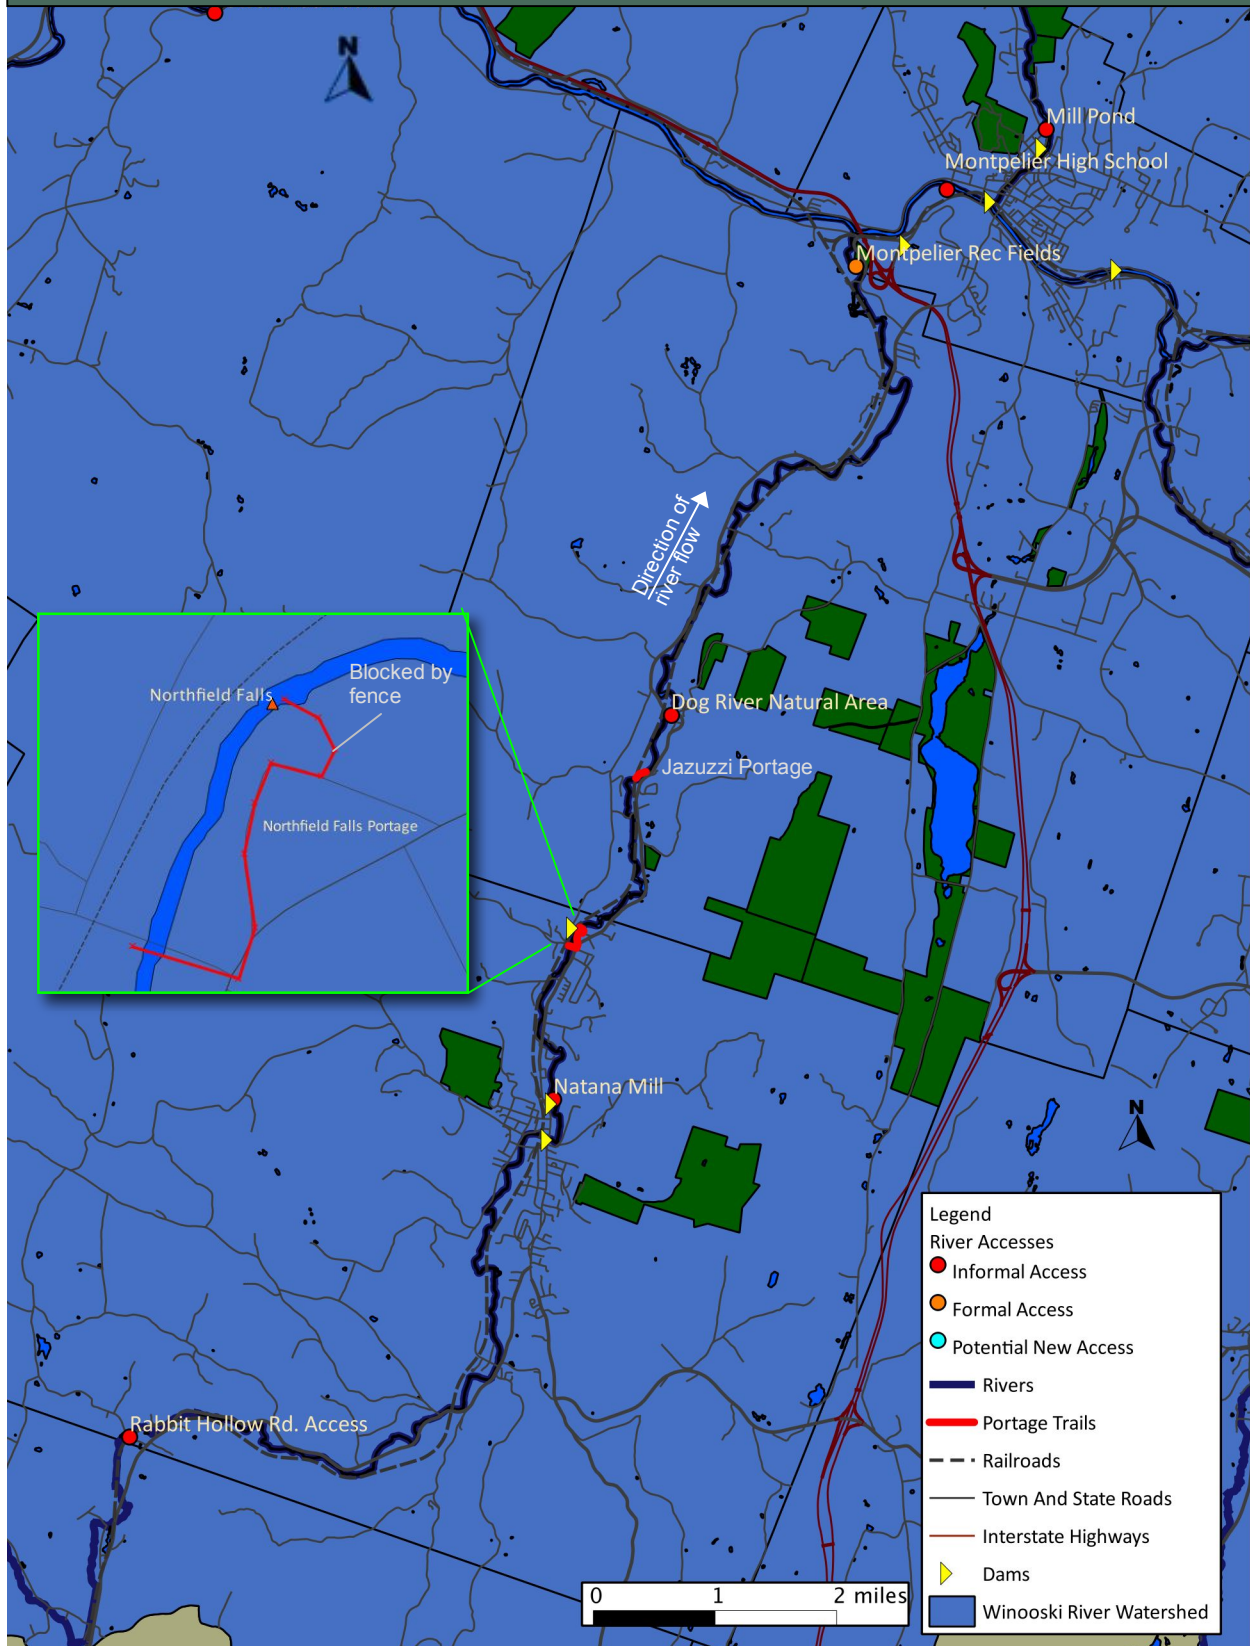 N
Mill Pond
Montpelier High School
Montpelier Rec Fields
Direction of
river flow
Blocked by
fence
Northfield Falls
Northfield Falls Portage
Dog River Natural Area
Jazuzzi Portage
Natana Mill
N
Rabbit Hollow Rd. Access
Legend
River Accesses
Informal Access
Formal Access
Potential New Access
Rivers
Portage Trails
Railroads
Town And State Roads
Interstate Highways
Dams
Winooski River Watershed
0 1 2 miles